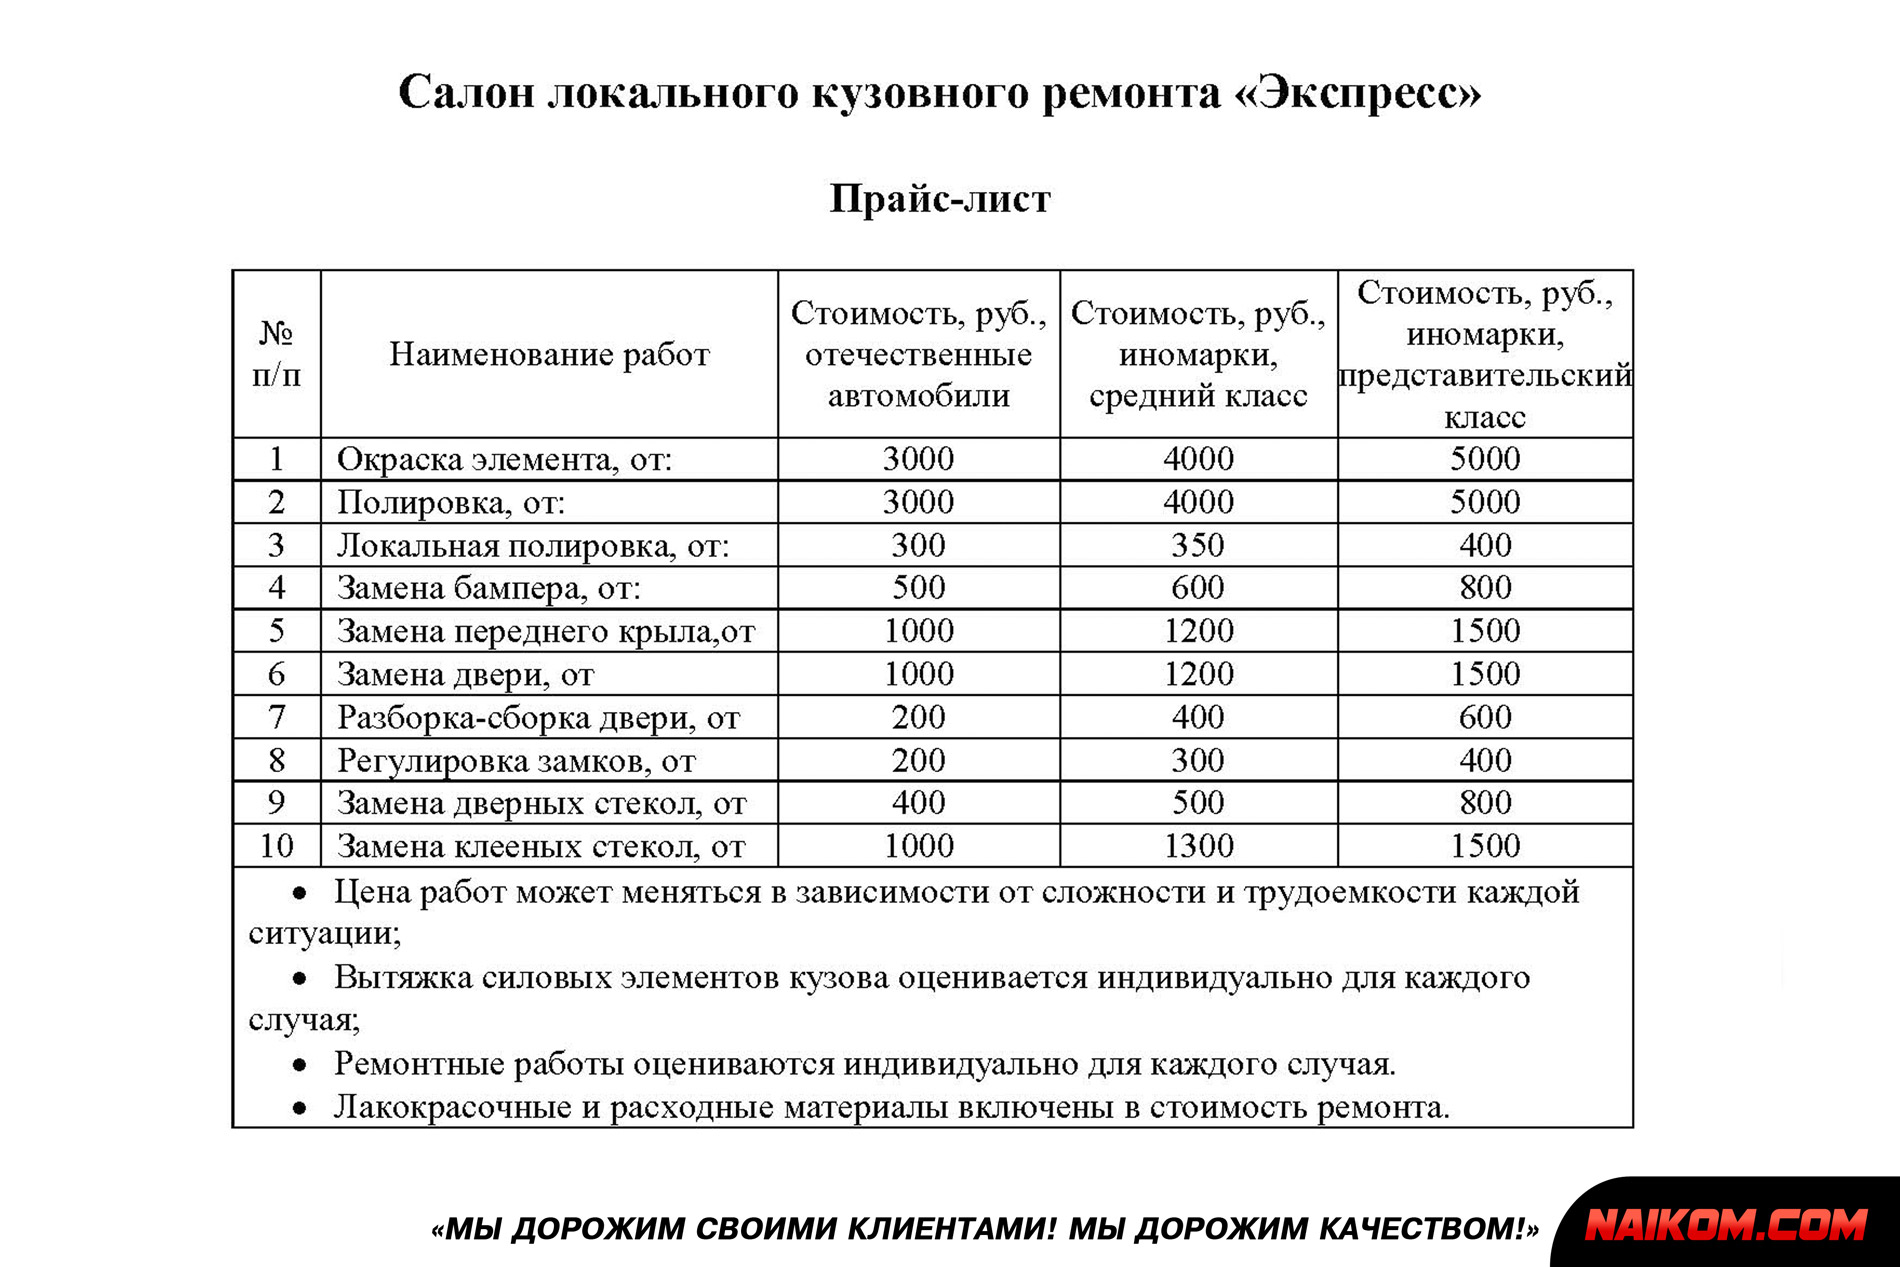 Салон локального кузовного ремонта «Экспресс»
Прайс-лист
№ п/п Наименование работ Стоимость, руб., отечественные автомобили Стоимость, руб., иномарки, средний класс Стоимость, руб., иномарки, представительский класс
1 Окраска элемента, от: 3000 4000 5000
2 Полировка, от: 3000 4000 5000
3 Локальная полировка, от: 300 350 400
4 Замена бампера, от: 500 600 800
5 Замена переднего крыла,от 1000 1200 1500
6 Замена двери, от 1000 1200 1500
7 Разборка-сборка двери, от 200 400 600
8 Регулировка замков, от 200 300 400
9 Замена дверных стекол, от 400 500 800
10 Замена клееных стекол, от 1000 1300 1500
• Цена работ может меняться в зависимости от сложности и трудоемкости каждой
ситуации;
• Вытяжка силовых элементов кузова оценивается индивидуально для каждого
случая;
• Ремонтные работы оцениваются индивидуально для каждого случая.
• Лакокрасочные и расходные материалы включены в стоимость ремонта.
«МЫ ДОРОЖИМ СВОИМИ КЛИЕНТАМИ! МЫ ДОРОЖИМ КАЧЕСТВОМ!»
NAIKOM.COM